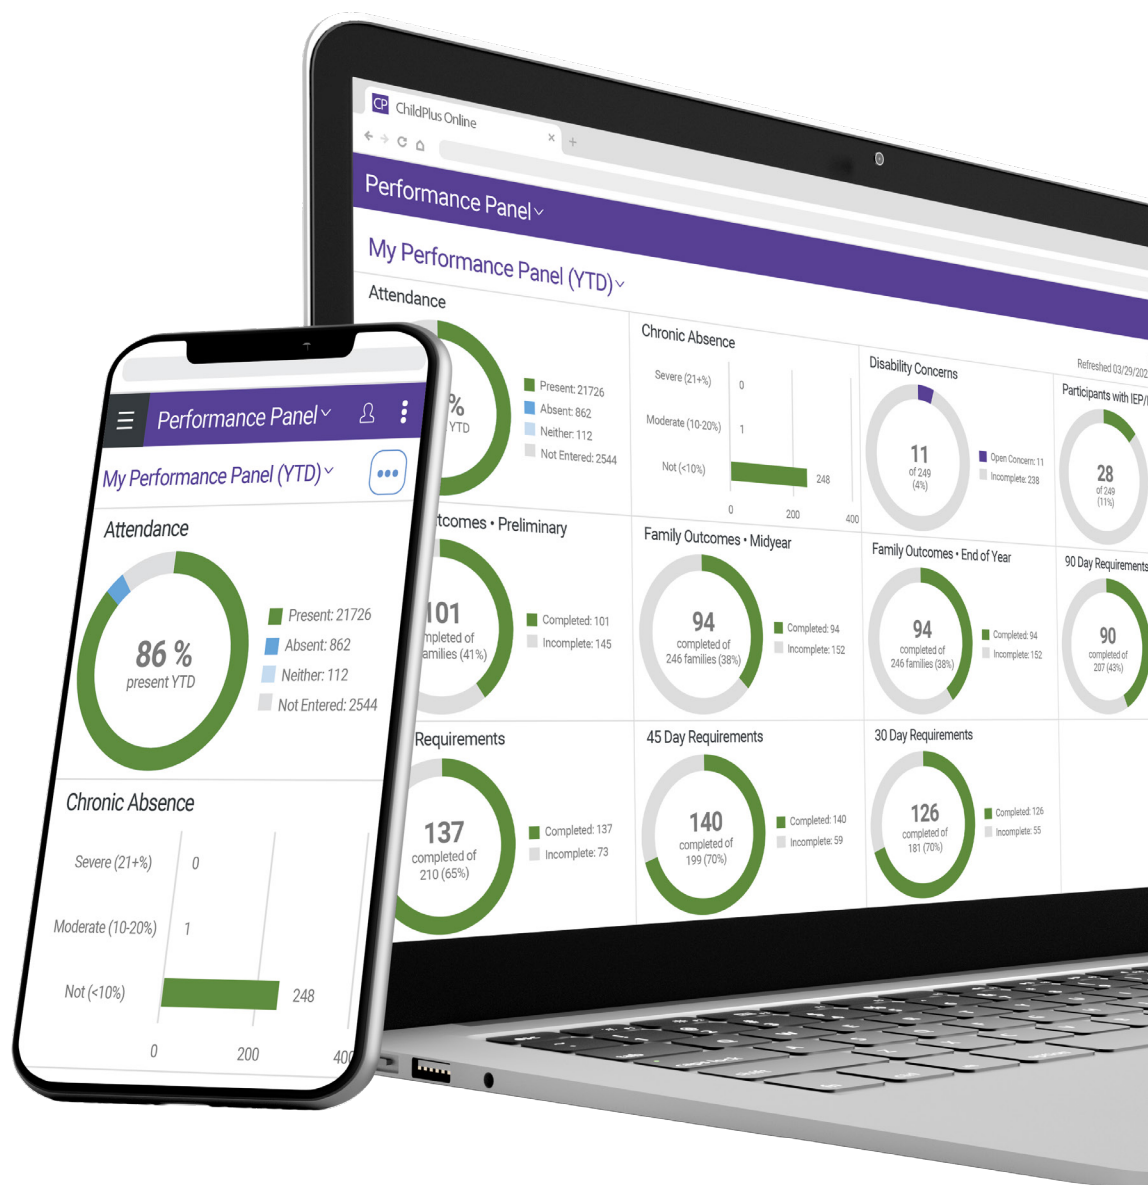 CP ChildPlus Online
Performance Panel
My Performance Panel (YTD)
Refreshed 03/29/202
Attendance
%
YTD
Present: 21726
Absent: 862
Neither: 112
Not Entered: 2544
Chronic Absence
Severe (21+%) 0
Moderate (10-20%) 1
Not (<10%) 248
0 200 400
Disability Concerns
11
of 249
(4%)
Open Concern: 11
Incomplete: 238
Participants with IEP/I
28
of 249
(11%)
tcomes • Preliminary
101
mpleted of
amilies (41%)
Completed: 101
Incomplete: 145
Family Outcomes • Midyear
94
completed of
246 families (38%)
Completed: 94
Incomplete: 152
Family Outcomes • End of Year
94
completed of
246 families (38%)
Completed: 94
Incomplete: 152
90 Day Requirements
90
completed of
207 (43%)
Requirements
137
completed of
210 (65%)
Completed: 137
Incomplete: 73
45 Day Requirements
140
completed of
199 (70%)
Completed: 140
Incomplete: 59
30 Day Requirements
126
completed of
181 (70%)
Completed: 126
Incomplete: 55
Performance Panel
My Performance Panel (YTD)
Attendance
86 %
present YTD
Present: 21726
Absent: 862
Neither: 112
Not Entered: 2544
Chronic Absence
Severe (21+%) 0
Moderate (10-20%) 1
Not (<10%) 248
0 200 400